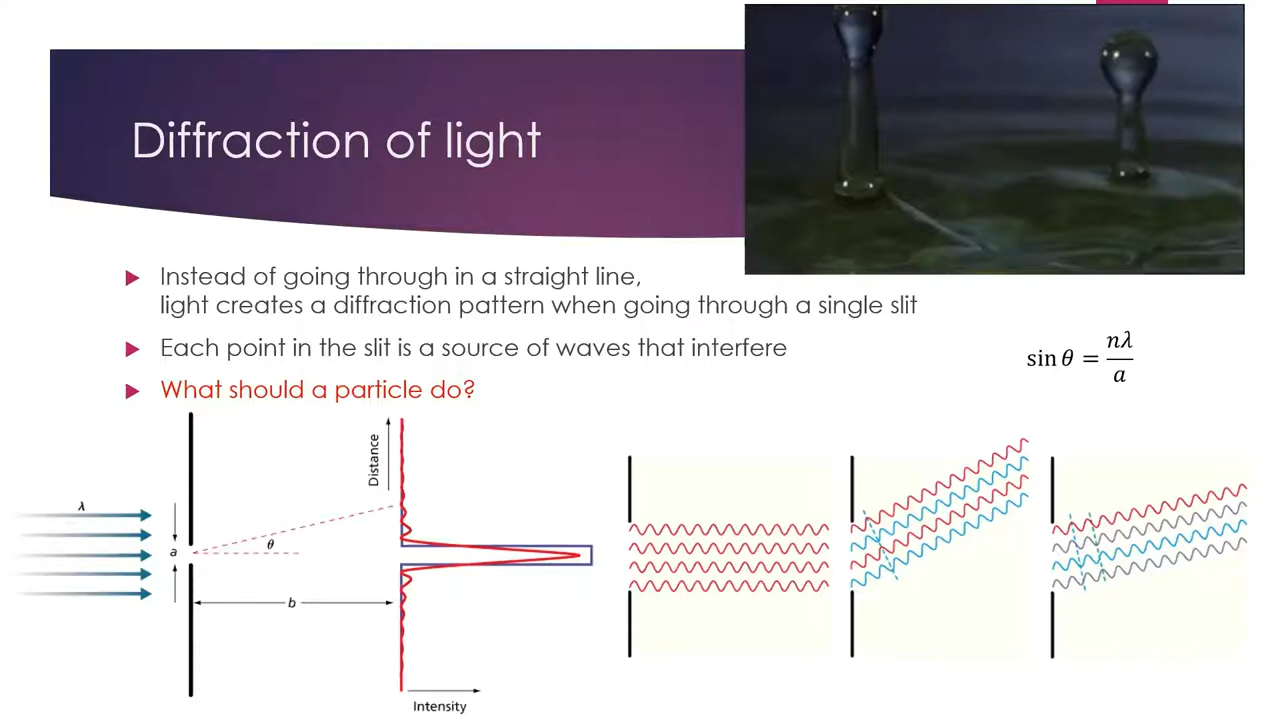 Diffraction of light
Instead of going through in a straight line,
light creates a diffraction pattern when going through a single slit
Each point in the slit is a source of waves that interfere
What should a particle do?
sin θ = nλ/a
λ
a
θ
b
Distance
Intensity